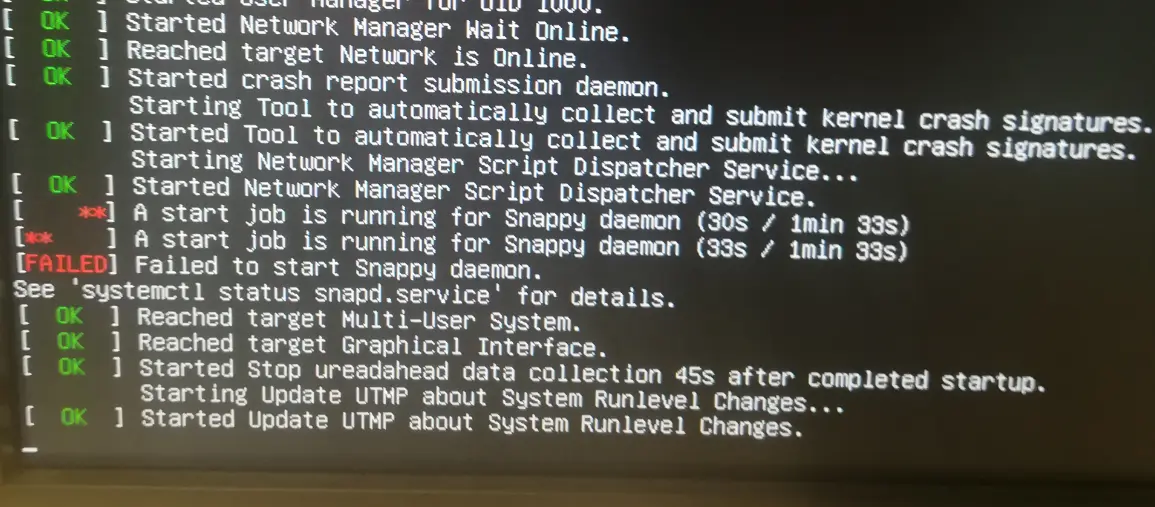 [ OK ] Started User Manager for UID 1000.
[ OK ] Started Network Manager Wait Online.
[ OK ] Reached target Network is Online.
[ OK ] Started crash report submission daemon.
Starting Tool to automatically collect and submit kernel crash signatures.
[ OK ] Started Tool to automatically collect and submit kernel crash signatures.
Starting Network Manager Script Dispatcher Service...
[ OK ] Started Network Manager Script Dispatcher Service.
[ **] A start job is running for Snappy daemon (30s / 1min 33s)
[** ] A start job is running for Snappy daemon (33s / 1min 33s)
[FAILED] Failed to start Snappy daemon.
See 'systemctl status snapd.service' for details.
[ OK ] Reached target Multi-User System.
[ OK ] Reached target Graphical Interface.
[ OK ] Started Stop ureadahead data collection 45s after completed startup.
Starting Update UTMP about System Runlevel Changes...
[ OK ] Started Update UTMP about System Runlevel Changes.